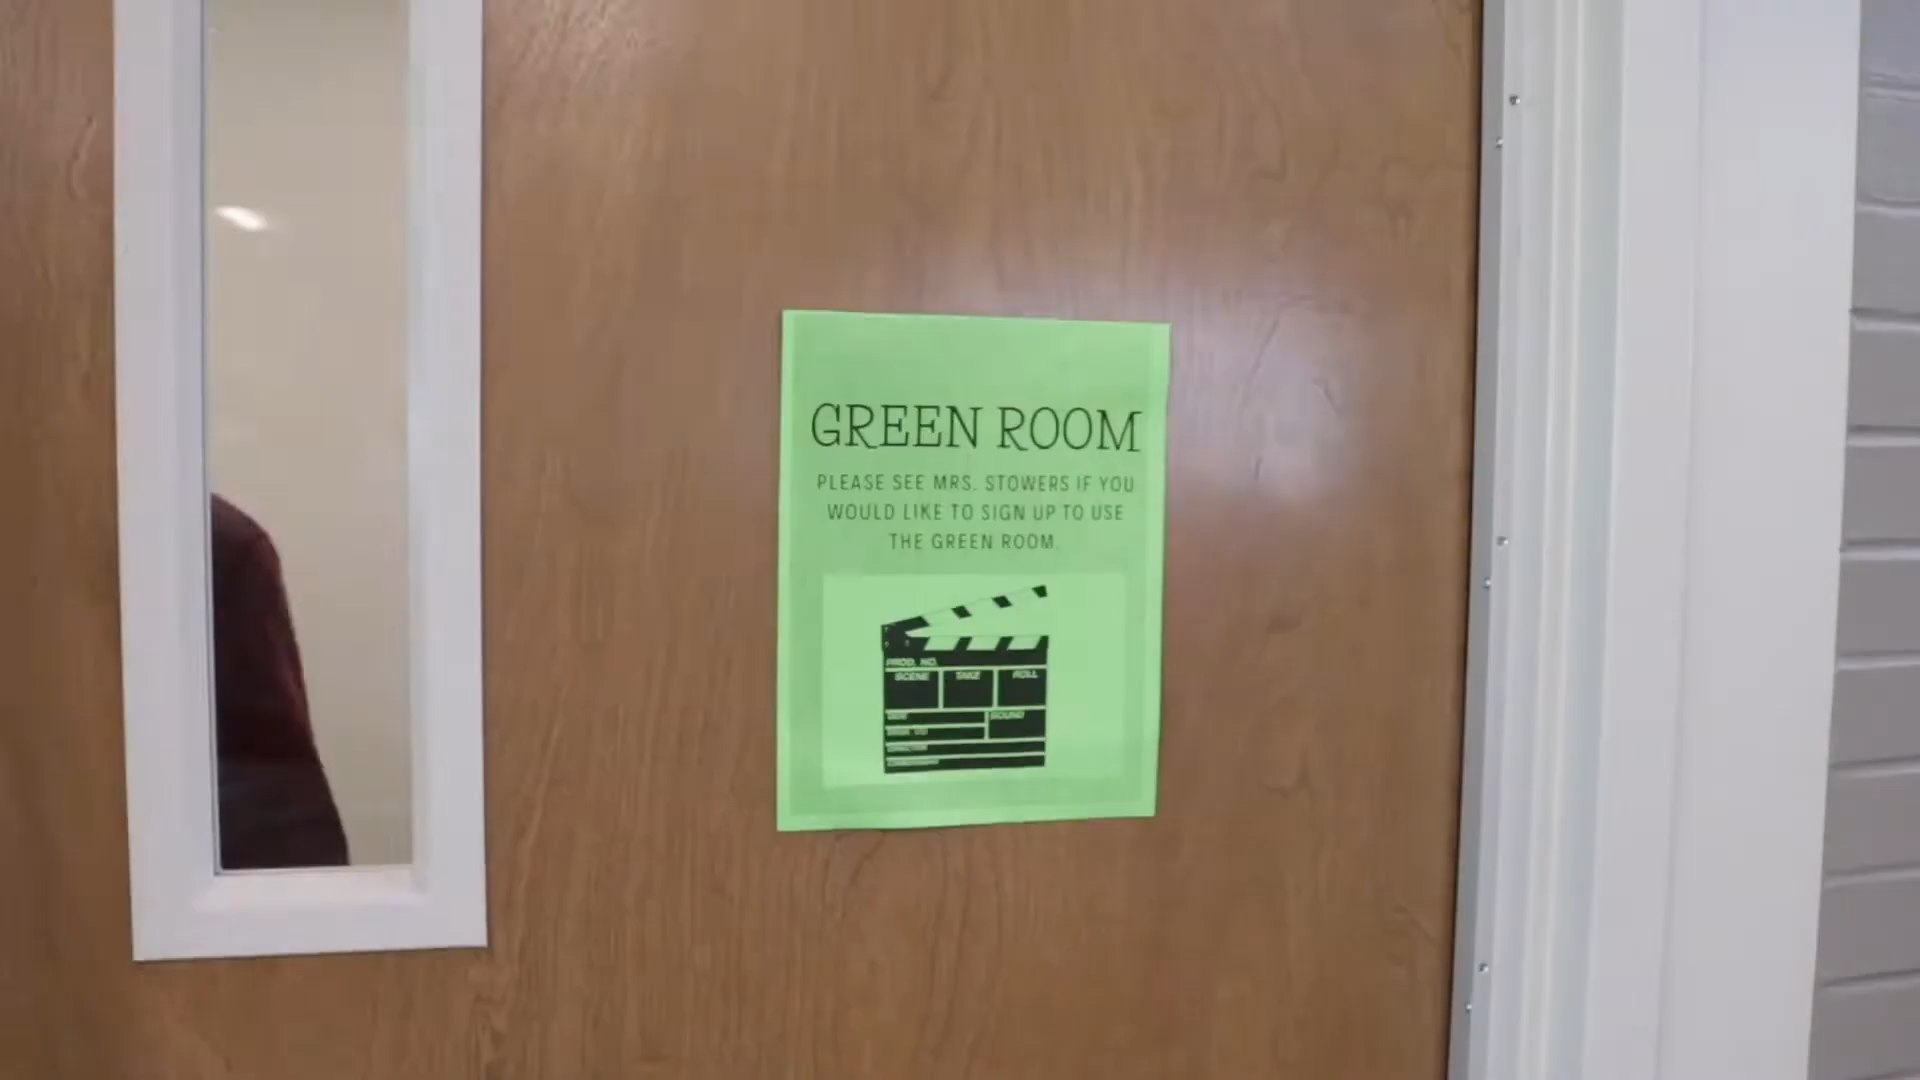 GREEN ROOM
PLEASE SEE MRS. STOWERS IF YOU
WOULD LIKE TO SIGN UP TO USE
THE GREEN ROOM.
PROD. NO.
SCENE TAKE ROLL
SOUND